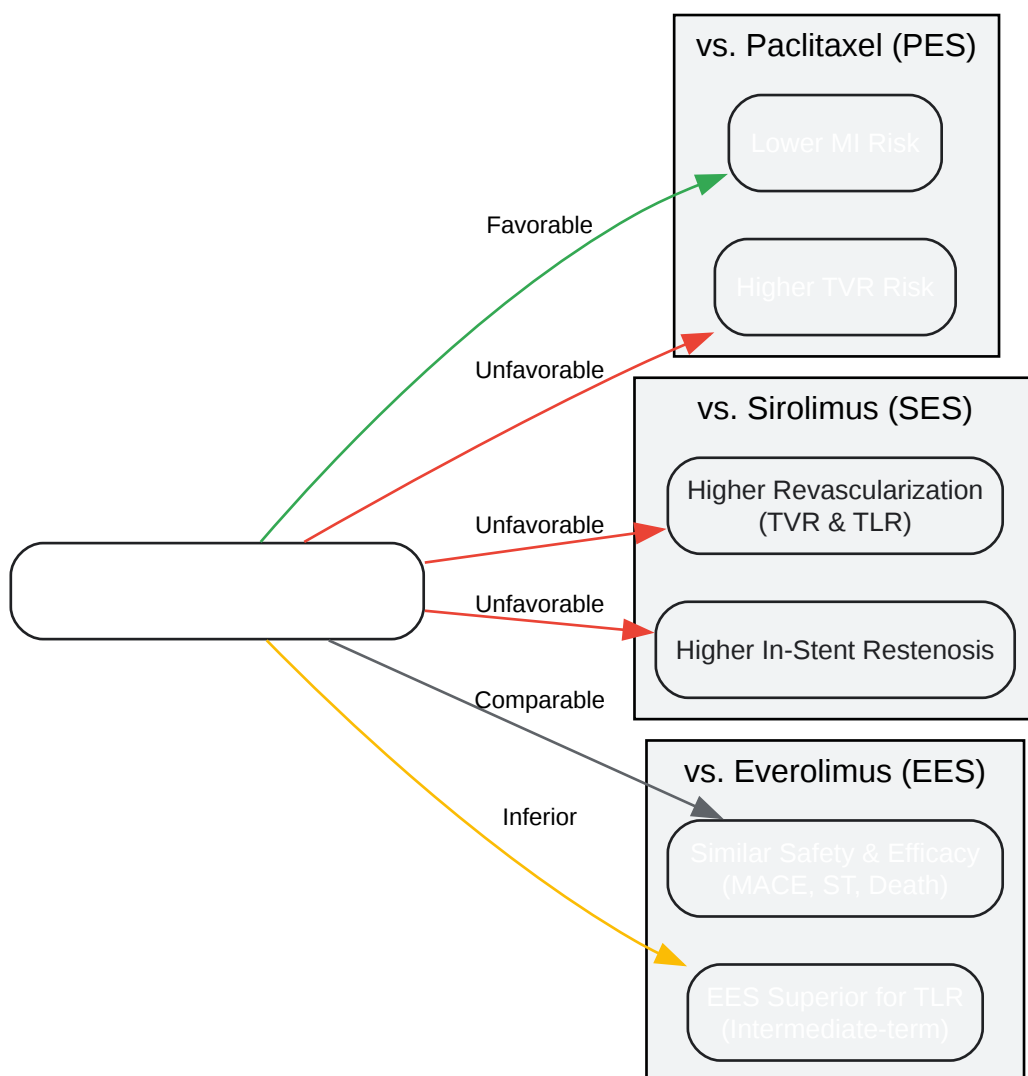 vs. Paclitaxel (PES)
Lower MI Risk
Favorable
Higher TVR Risk
Unfavorable
vs. Sirolimus (SES)
Higher Revascularization
(TVR & TLR)
Unfavorable
Unfavorable
Higher In-Stent Restenosis
Comparable
vs. Everolimus (EES)
Inferior
Similar Safety & Efficacy
(MACE, ST, Death)
EES Superior for TLR
(Intermediate-term)